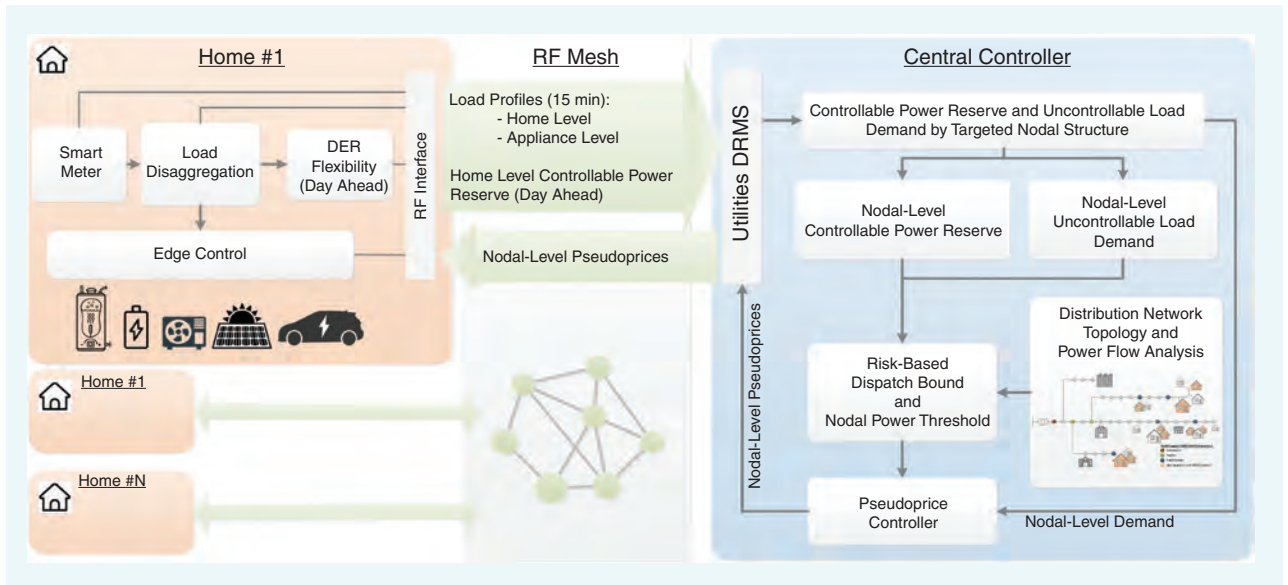 Home #1
Smart
Meter
Load
Disaggregation
DER
Flexibility
(Day Ahead)
Edge Control
RF Interface
Home #1
Home #N
RF Mesh
Load Profiles (15 min):
- Home Level
- Appliance Level
Home Level Controllable Power
Reserve (Day Ahead)
Nodal-Level Pseudoprices
Central Controller
Utilities DRMS
Controllable Power Reserve and Uncontrollable Load
Demand by Targeted Nodal Structure
Nodal-Level
Controllable Power Reserve
Nodal-Level
Uncontrollable Load
Demand
Distribution Network
Topology and
Power Flow Analysis
Risk-Based
Dispatch Bound
and
Nodal Power Threshold
Nodal-Level Pseudoprices
Pseudoprice
Controller
Nodal-Level Demand